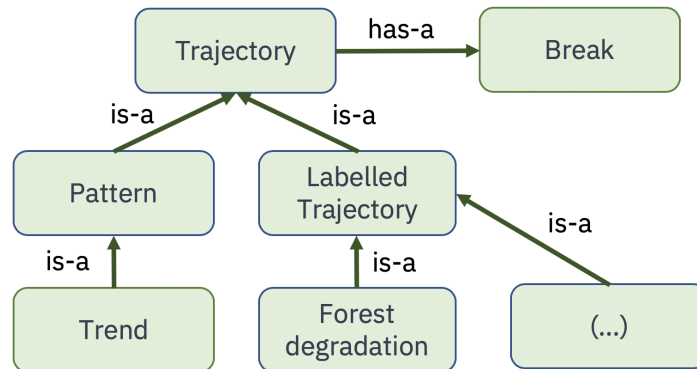 Trajectory
has-a
Break
is-a
is-a
Pattern
Labelled
Trajectory
is-a
is-a
is-a
Trend
Forest
degradation
(...)